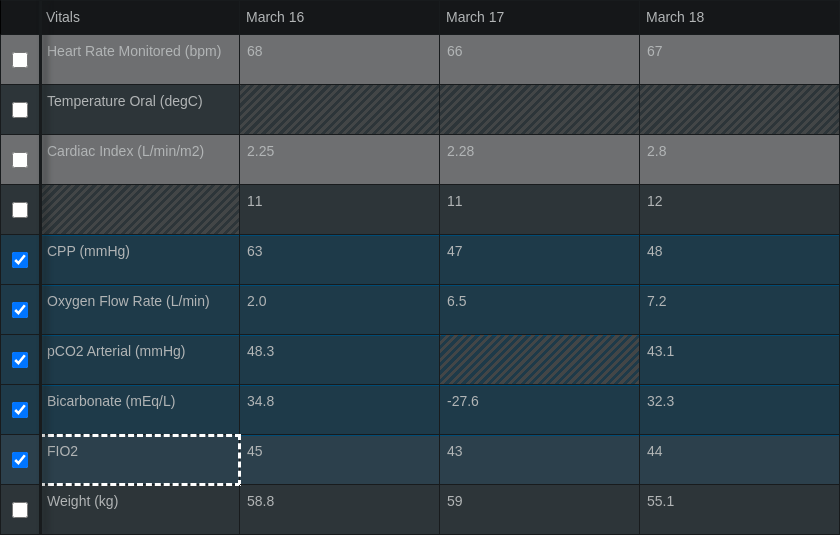 Vitals March 16 March 17 March 18
Heart Rate Monitored (bpm) 68 66 67
Temperature Oral (degC)
Cardiac Index (L/min/m2) 2.25 2.28 2.8
11 11 12
CPP (mmHg) 63 47 48
Oxygen Flow Rate (L/min) 2.0 6.5 7.2
pCO2 Arterial (mmHg) 48.3 43.1
Bicarbonate (mEq/L) 34.8 -27.6 32.3
FIO2 45 43 44
Weight (kg) 58.8 59 55.1